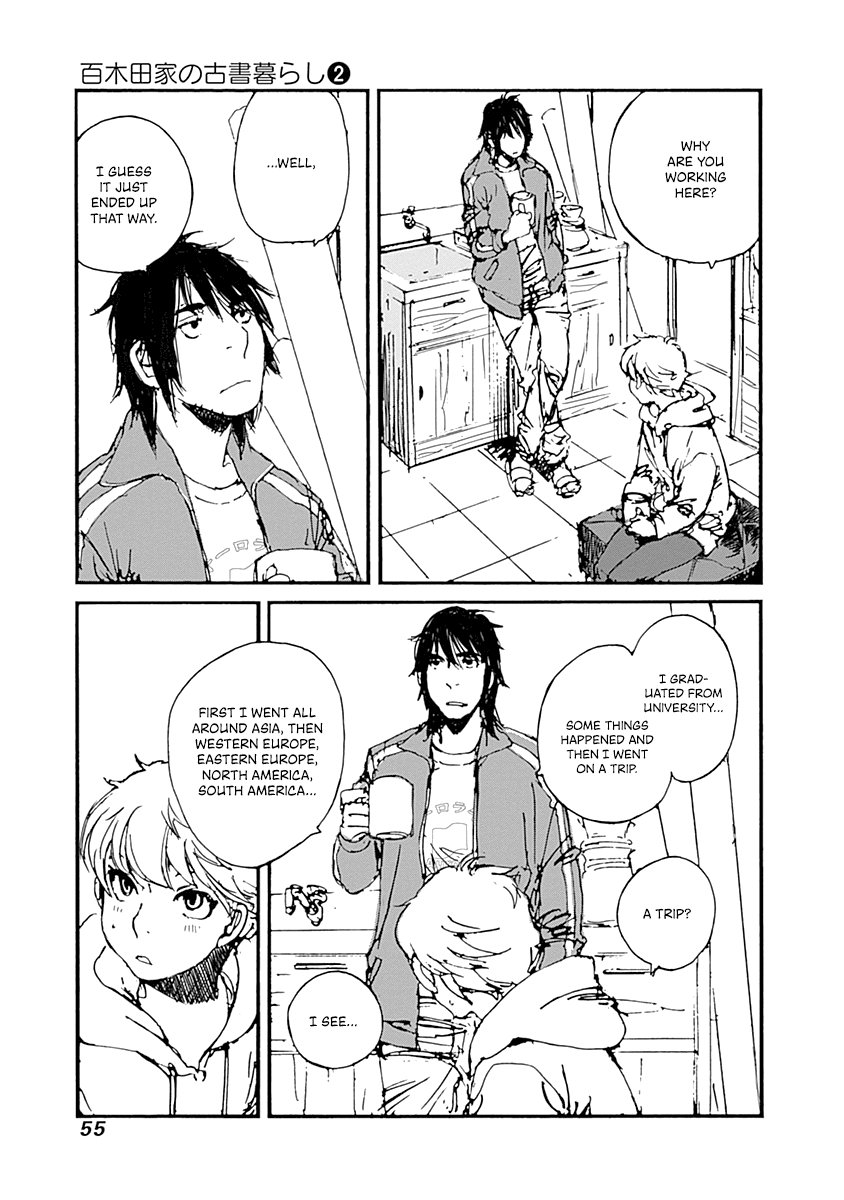 百木田家の古書暮らし❷
WHY
ARE YOU
WORKING
HERE?
...WELL,
I GUESS
IT JUST
ENDED UP
THAT WAY.
I GRAD-
UATED FROM
UNIVERSITY...
SOME THINGS
HAPPENED AND
THEN I WENT
ON A TRIP.
A TRIP?
I SEE...
FIRST I WENT ALL
AROUND ASIA, THEN
WESTERN EUROPE,
EASTERN EUROPE,
NORTH AMERICA,
SOUTH AMERICA...
55